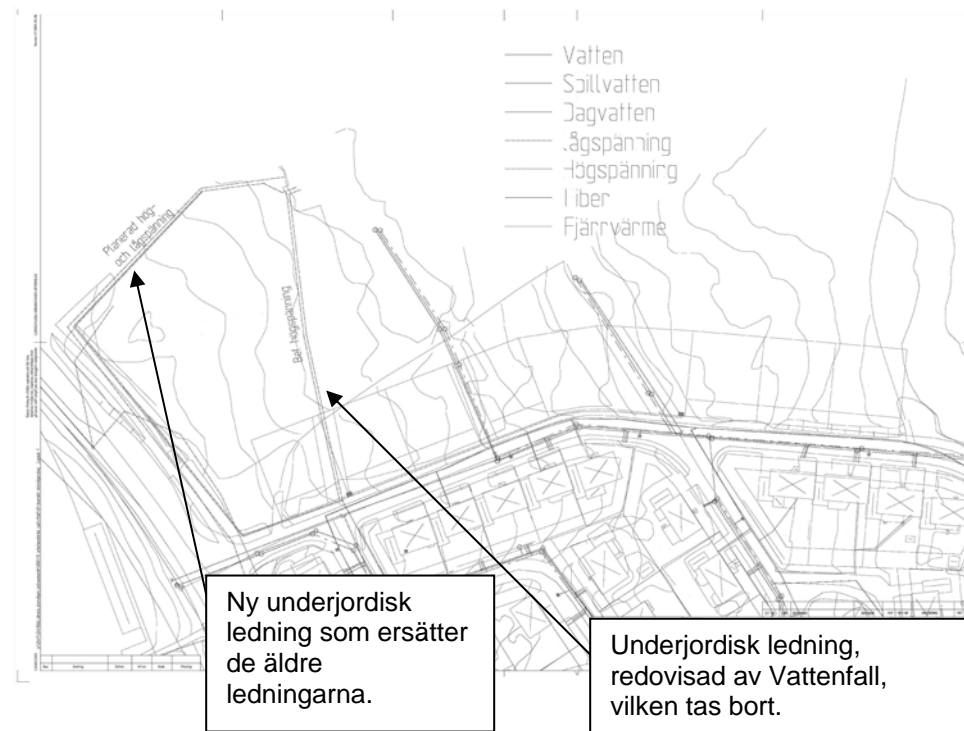 Vatten
Spillvatten
Dagvatten
Lågspänning
Högspänning
Fiber
Fjärrvärme
Planerad hög-
och lågspänning
Bef högspänning
Ny underjordisk
ledning som ersätter
de äldre
ledningarna.
Underjordisk ledning,
redovisad av Vattenfall,
vilken tas bort.